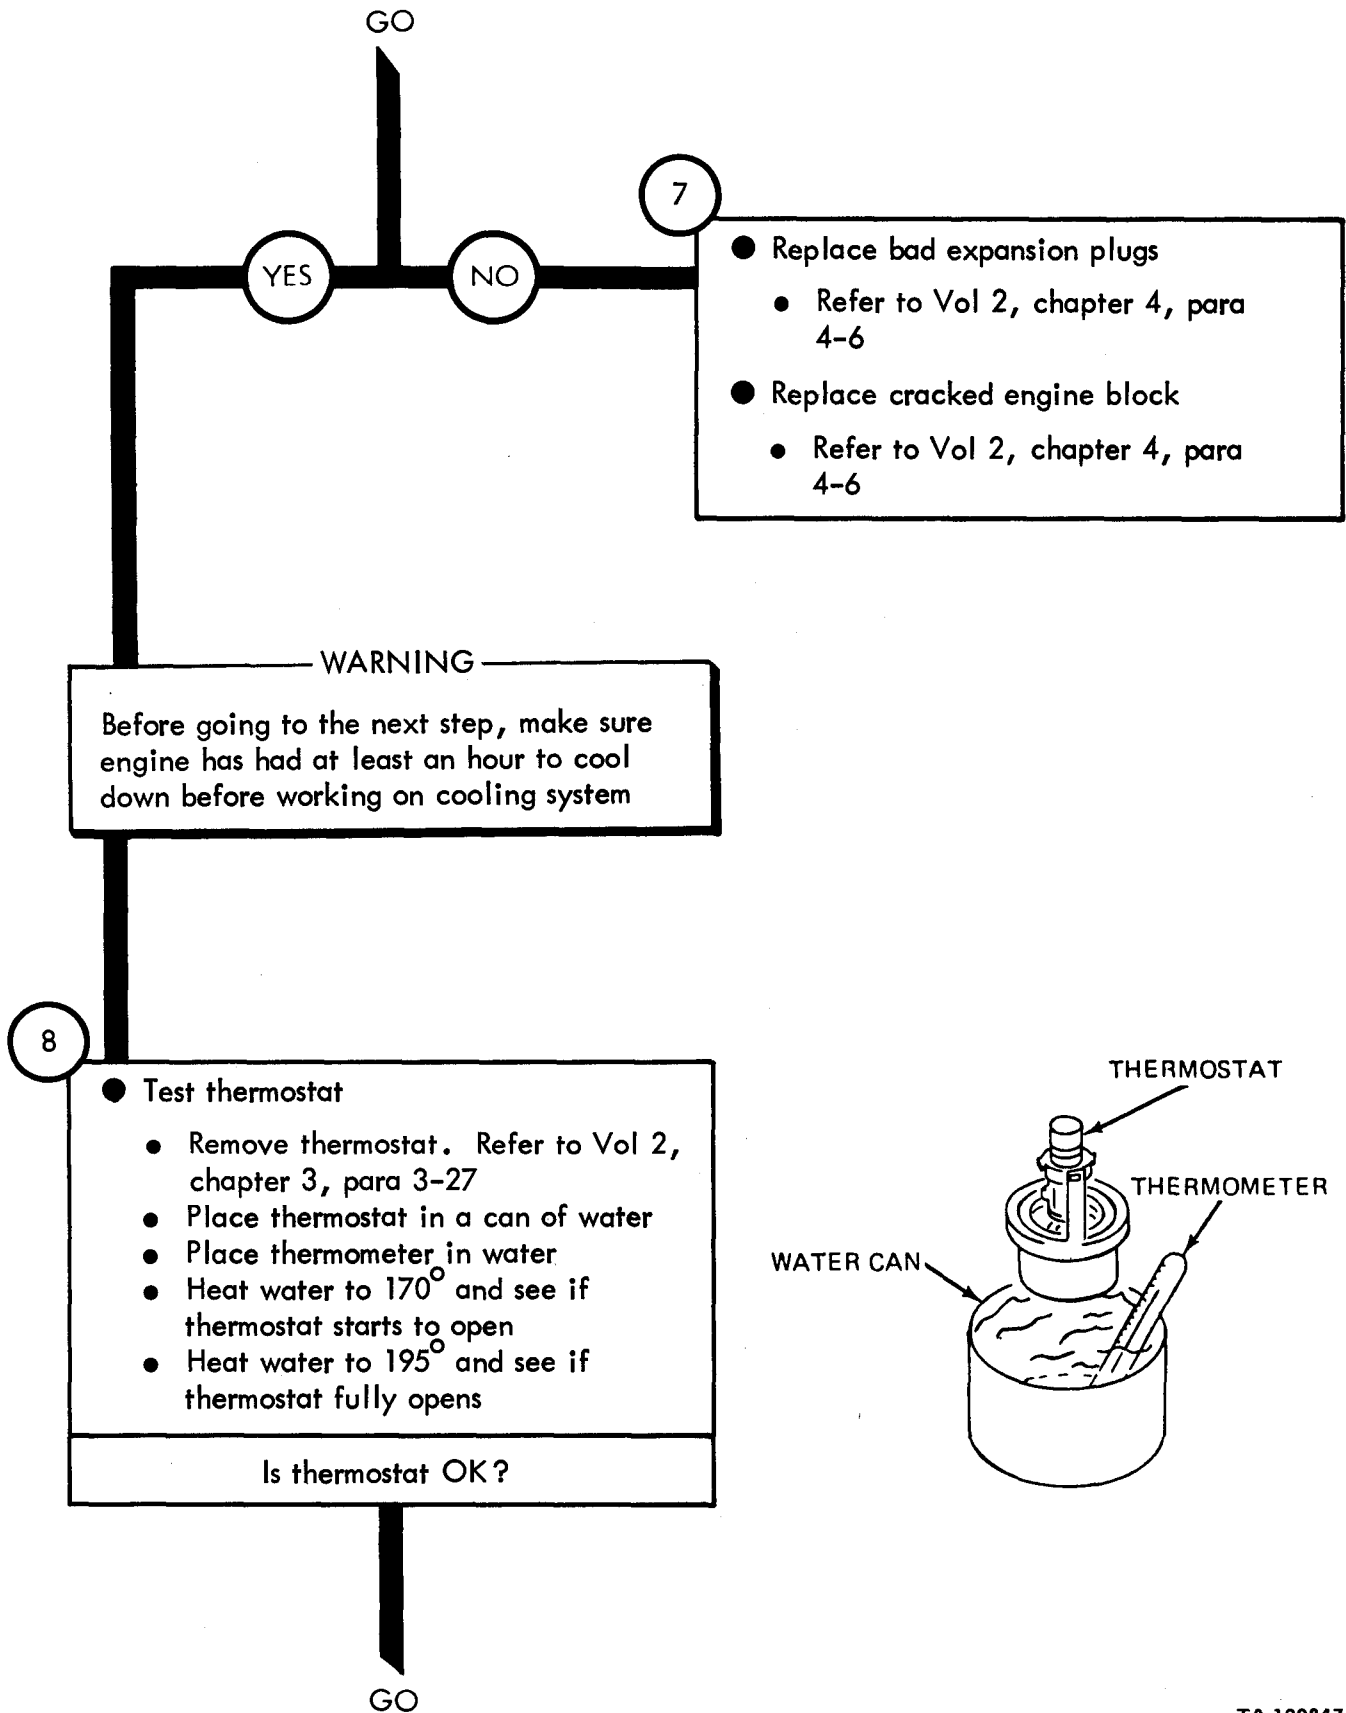 GO
YES
NO
7
● Replace bad expansion plugs
● Refer to Vol 2, chapter 4, para
4-6
● Replace cracked engine block
● Refer to Vol 2, chapter 4, para
4-6
WARNING
Before going to the next step, make sure
engine has had at least an hour to cool
down before working on cooling system
8
● Test thermostat
● Remove thermostat. Refer to Vol 2,
chapter 3, para 3-27
● Place thermostat in a can of water
● Place thermometer in water
● Heat water to 170° and see if
thermostat starts to open
● Heat water to 195° and see if
thermostat fully opens
Is thermostat OK?
THERMOSTAT
THERMOMETER
WATER CAN
GO